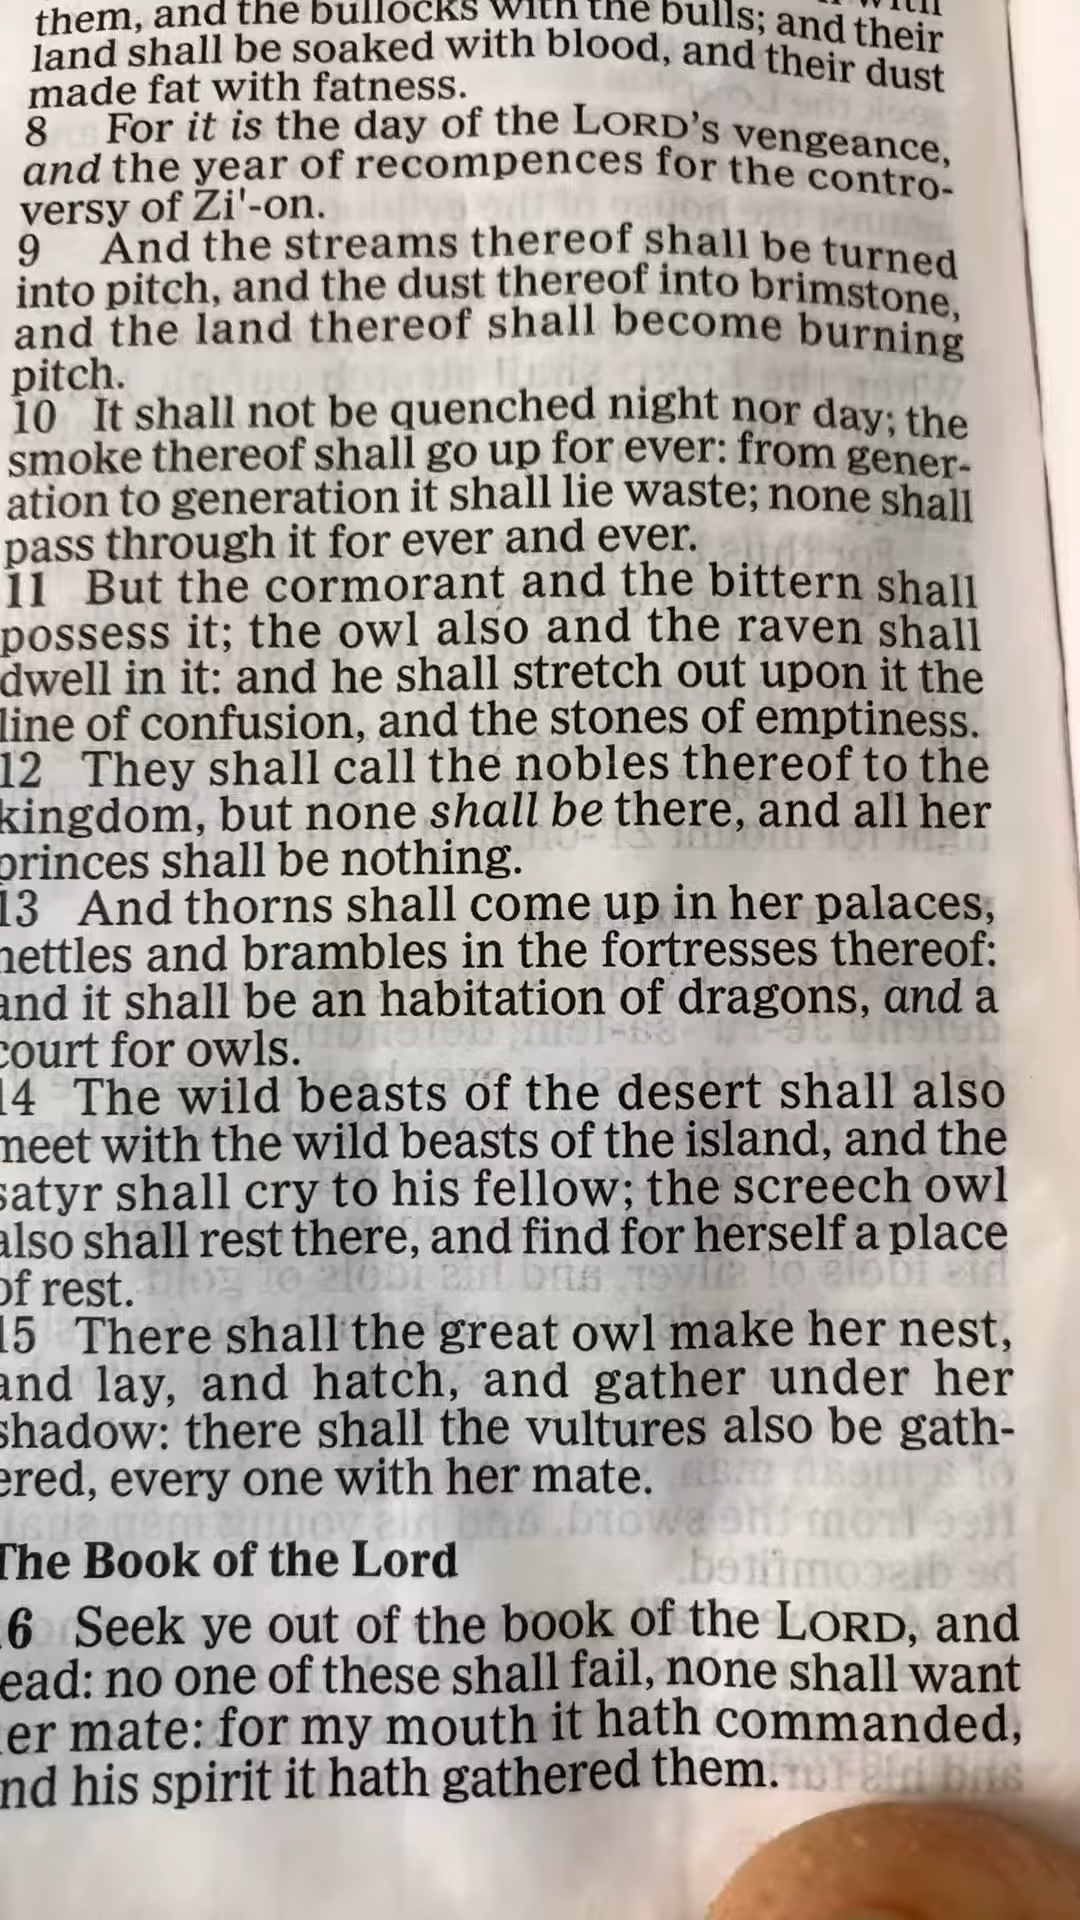 them, and the bullocks with the bulls; and their
land shall be soaked with blood, and their dust
made fat with fatness.
8 For it is the day of the LORD's vengeance,
and the year of recompences for the contro-
versy of Zi'-on.
9 And the streams thereof shall be turned
into pitch, and the dust thereof into brimstone,
and the land thereof shall become burning
pitch.
10 It shall not be quenched night nor day; the
smoke thereof shall go up for ever: from gener-
ation to generation it shall lie waste; none shall
pass through it for ever and ever.
11 But the cormorant and the bittern shall
possess it; the owl also and the raven shall
dwell in it: and he shall stretch out upon it the
line of confusion, and the stones of emptiness.
12 They shall call the nobles thereof to the
kingdom, but none shall be there, and all her
princes shall be nothing.
13 And thorns shall come up in her palaces,
nettles and brambles in the fortresses thereof:
and it shall be an habitation of dragons, and a
court for owls.
14 The wild beasts of the desert shall also
meet with the wild beasts of the island, and the
satyr shall cry to his fellow; the screech owl
also shall rest there, and find for herself a place
of rest.
15 There shall the great owl make her nest,
and lay, and hatch, and gather under her
shadow: there shall the vultures also be gath-
ered, every one with her mate.
The Book of the Lord
6 Seek ye out of the book of the LORD, and
ead: no one of these shall fail, none shall want
er mate: for my mouth it hath commanded,
nd his spirit it hath gathered them.